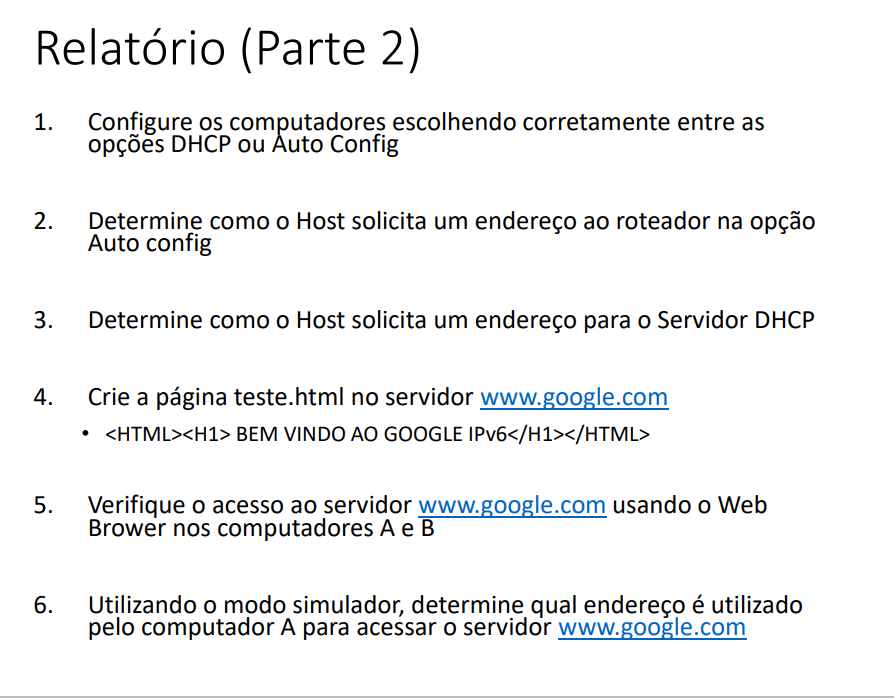 Relatório (Parte 2)
1. Configure os computadores escolhendo corretamente entre as
opções DHCP ou Auto Config
2. Determine como o Host solicita um endereço ao roteador na opção
Auto config
3. Determine como o Host solicita um endereço para o Servidor DHCP
4. Crie a página teste.html no servidor www.google.com
• <HTML><H1> BEM VINDO AO GOOGLE IPv6</H1></HTML>
5. Verifique o acesso ao servidor www.google.com usando o Web
Brower nos computadores A e B
6. Utilizando o modo simulador, determine qual endereço é utilizado
pelo computador A para acessar o servidor www.google.com